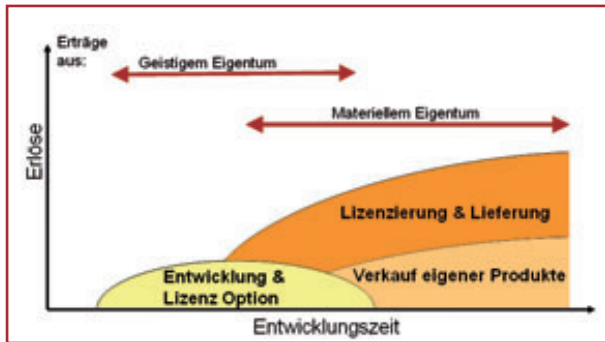 Erträge
aus:
Geistigem Eigentum
Materiellem Eigentum
Erlöse
Lizenzierung & Lieferung
Entwicklung &
Lizenz Option
Verkauf eigener Produkte
Entwicklungszeit